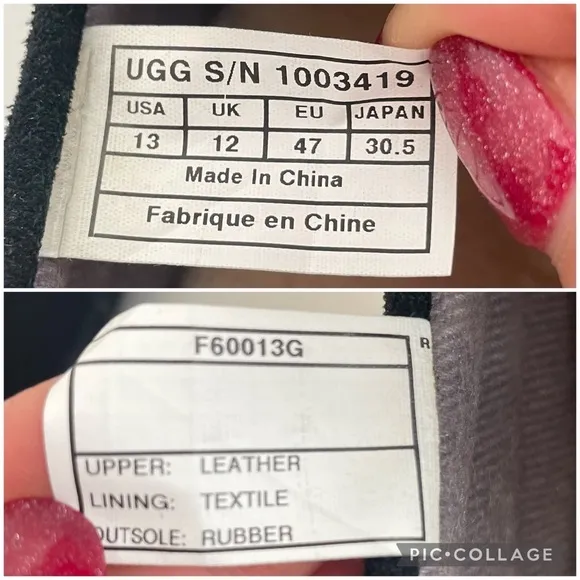 UGG S/N 1003419
USA UK EU JAPAN
13 12 47 30.5
Made In China
Fabrique en Chine
F60013G
R
UPPER: LEATHER
LINING: TEXTILE
OUTSOLE: RUBBER
PIC•COLLAGE